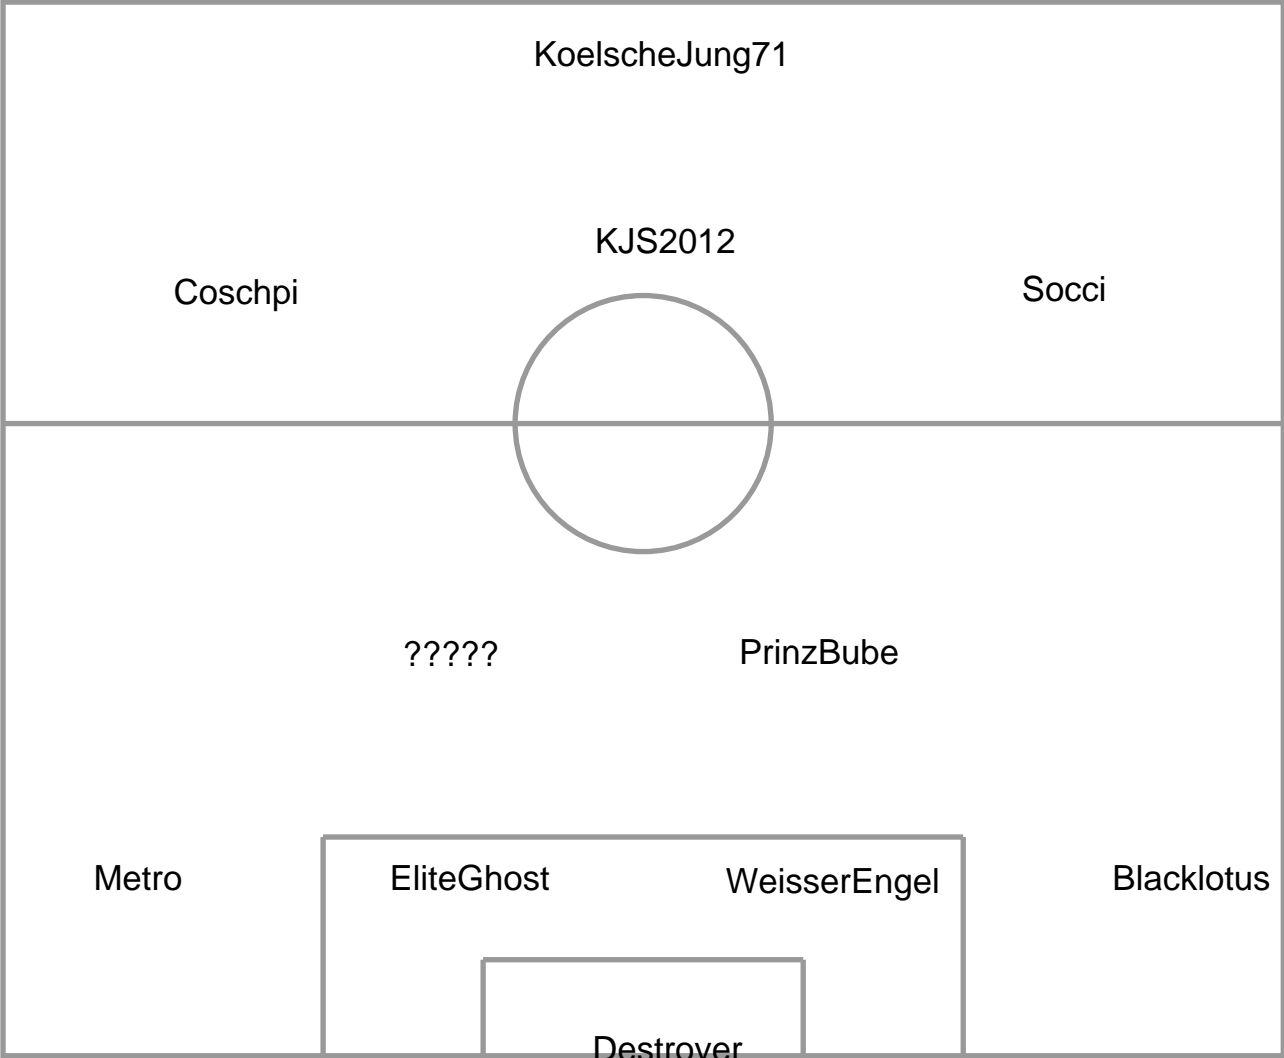 KoelscheJung71
KJS2012
Coschpi
Socci
?????
PrinzBube
Metro
EliteGhost
WeisserEngel
Blacklotus
Destroyer